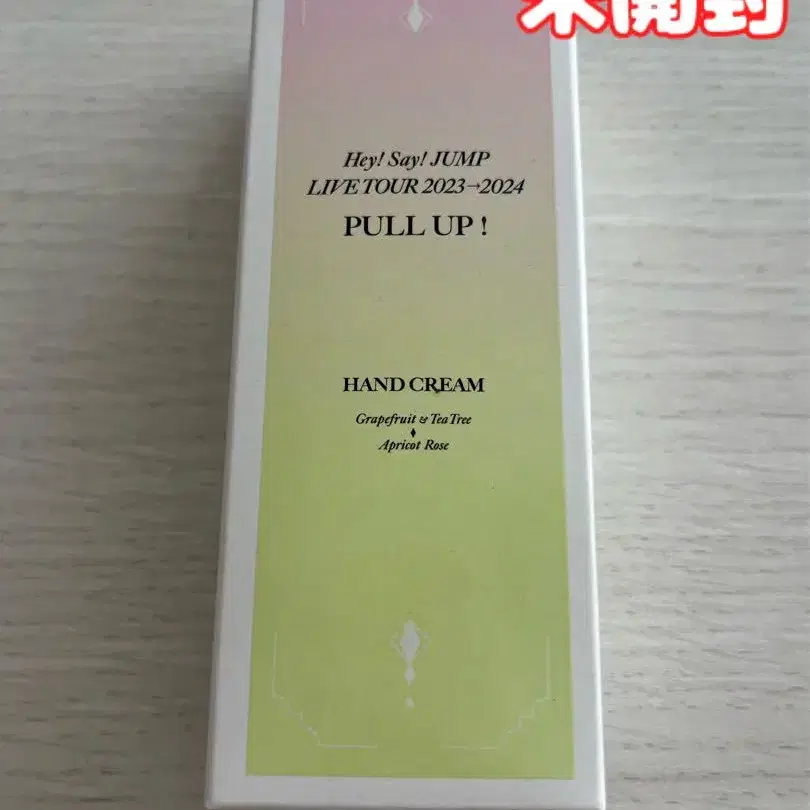 未開封
Hey! Say! JUMP
LIVE TOUR 2023→2024
PULL UP !
HAND CREAM
Grapefruit & Tea Tree
Apricot Rose